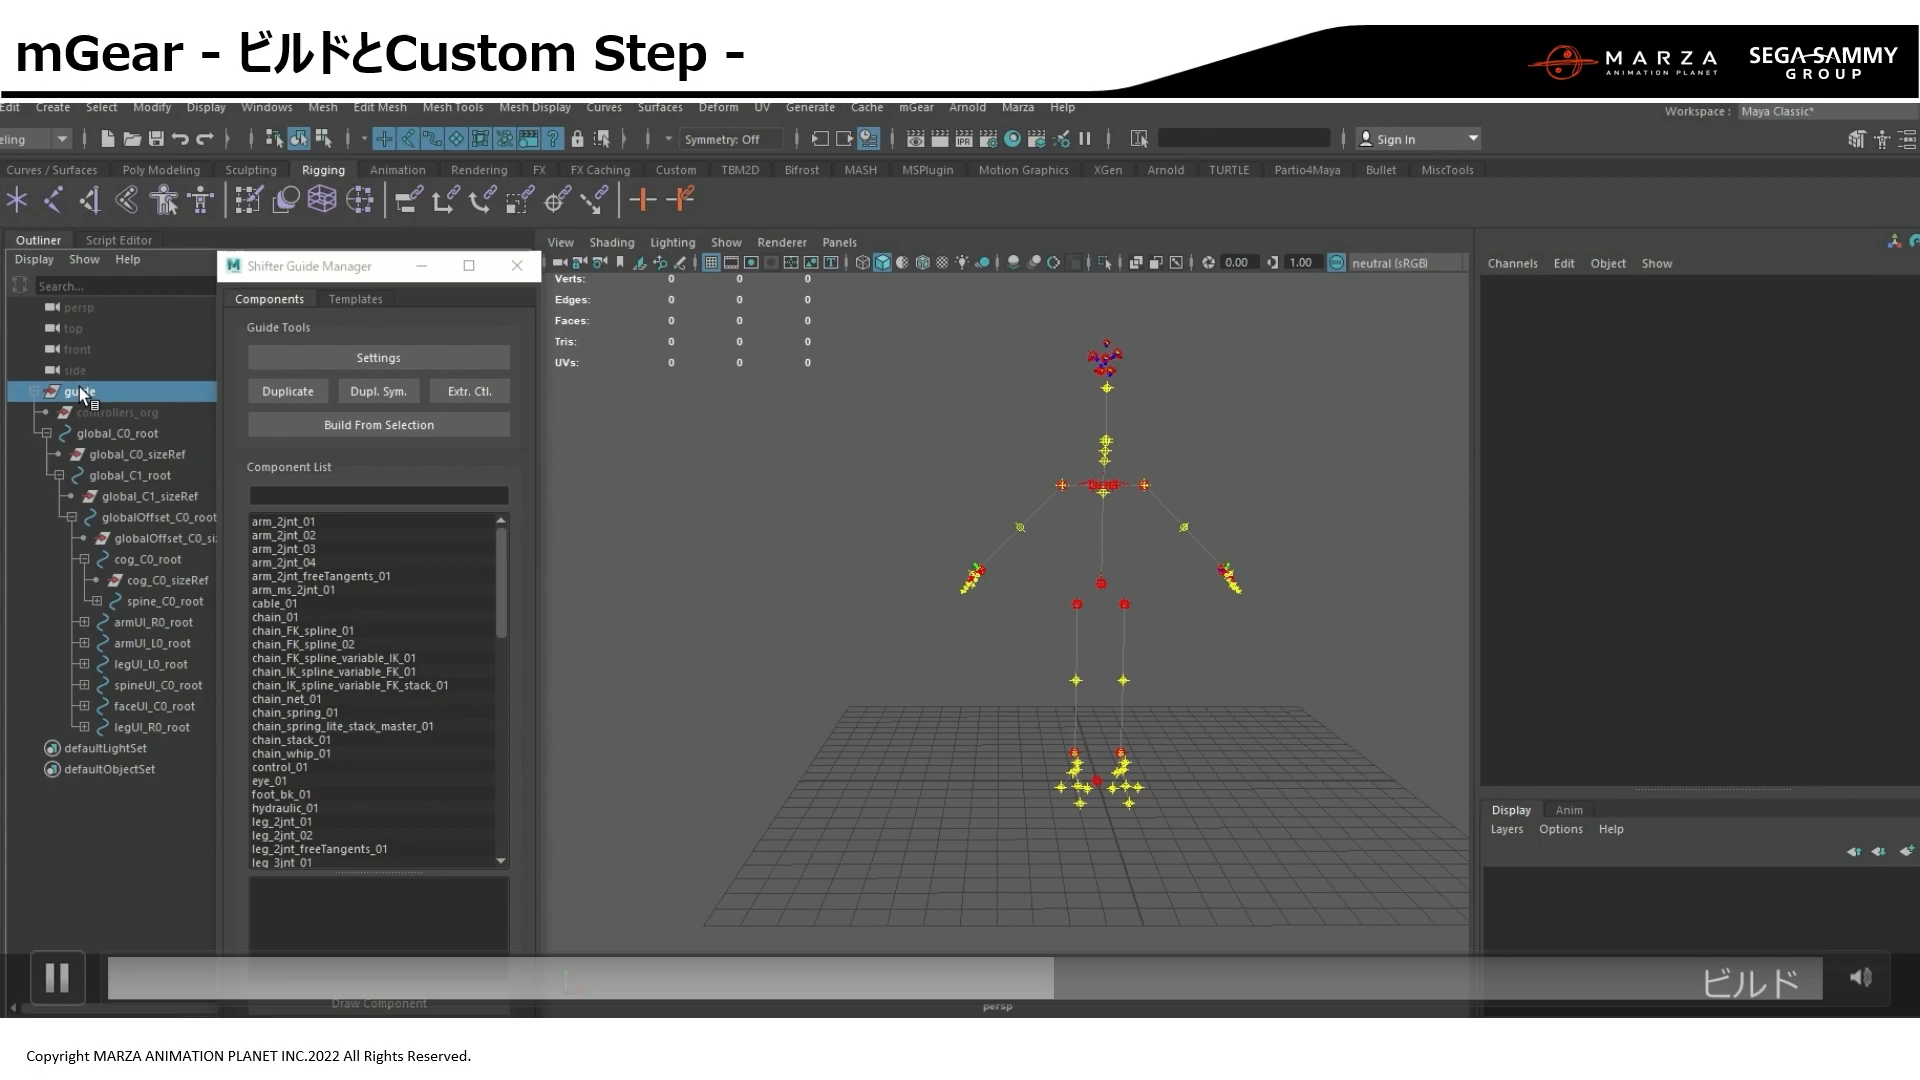 mGear - ビルドとCustom Step -
MARZA
ANIMATION PLANET
SEGA SAMMY
GROUP
Edit Create Select Modify Display Windows Mesh Edit Mesh Mesh Tools Mesh Display Curves Surfaces Deform UV Generate Cache mGear Arnold Marza Help
Workspace : Maya Classic*
eling
Symmetry: Off
Sign In
Curves / Surfaces Poly Modeling Sculpting Rigging Animation Rendering FX FX Caching Custom TBM2D Bifrost MASH MSPlugin Motion Graphics XGen Arnold TURTLE Partio4Maya Bullet MiscTools
Outliner Script Editor
Display Show Help
Search...
persp
top
front
side
guide
controllers_org
global_C0_root
global_C0_sizeRef
global_C1_root
global_C1_sizeRef
globalOffset_C0_root
globalOffset_C0_si
cog_C0_root
cog_C0_sizeRef
spine_C0_root
armUI_R0_root
armUI_L0_root
legUI_L0_root
spineUI_C0_root
faceUI_C0_root
legUI_R0_root
defaultLightSet
defaultObjectSet
Shifter Guide Manager
Components Templates
Guide Tools
Settings
Duplicate Dupl. Sym. Extr. Ctl.
Build From Selection
Component List
arm_2jnt_01
arm_2jnt_02
arm_2jnt_03
arm_2jnt_04
arm_2jnt_freeTangents_01
arm_ms_2jnt_01
cable_01
chain_01
chain_FK_spline_01
chain_FK_spline_02
chain_FK_spline_variable_IK_01
chain_IK_spline_variable_FK_01
chain_IK_spline_variable_FK_stack_01
chain_net_01
chain_spring_01
chain_spring_lite_stack_master_01
chain_stack_01
chain_whip_01
control_01
eye_01
foot_bk_01
hydraulic_01
leg_2jnt_01
leg_2jnt_02
leg_2jnt_freeTangents_01
leg_3jnt_01
Draw Component
View Shading Lighting Show Renderer Panels
0.00 1.00 neutral (sRGB)
Verts: 0 0 0
Edges: 0 0 0
Faces: 0 0 0
Tris: 0 0 0
UVs: 0 0 0
persp
Channels Edit Object Show
Display Anim
Layers Options Help
ビルド
Copyright MARZA ANIMATION PLANET INC.2022 All Rights Reserved.